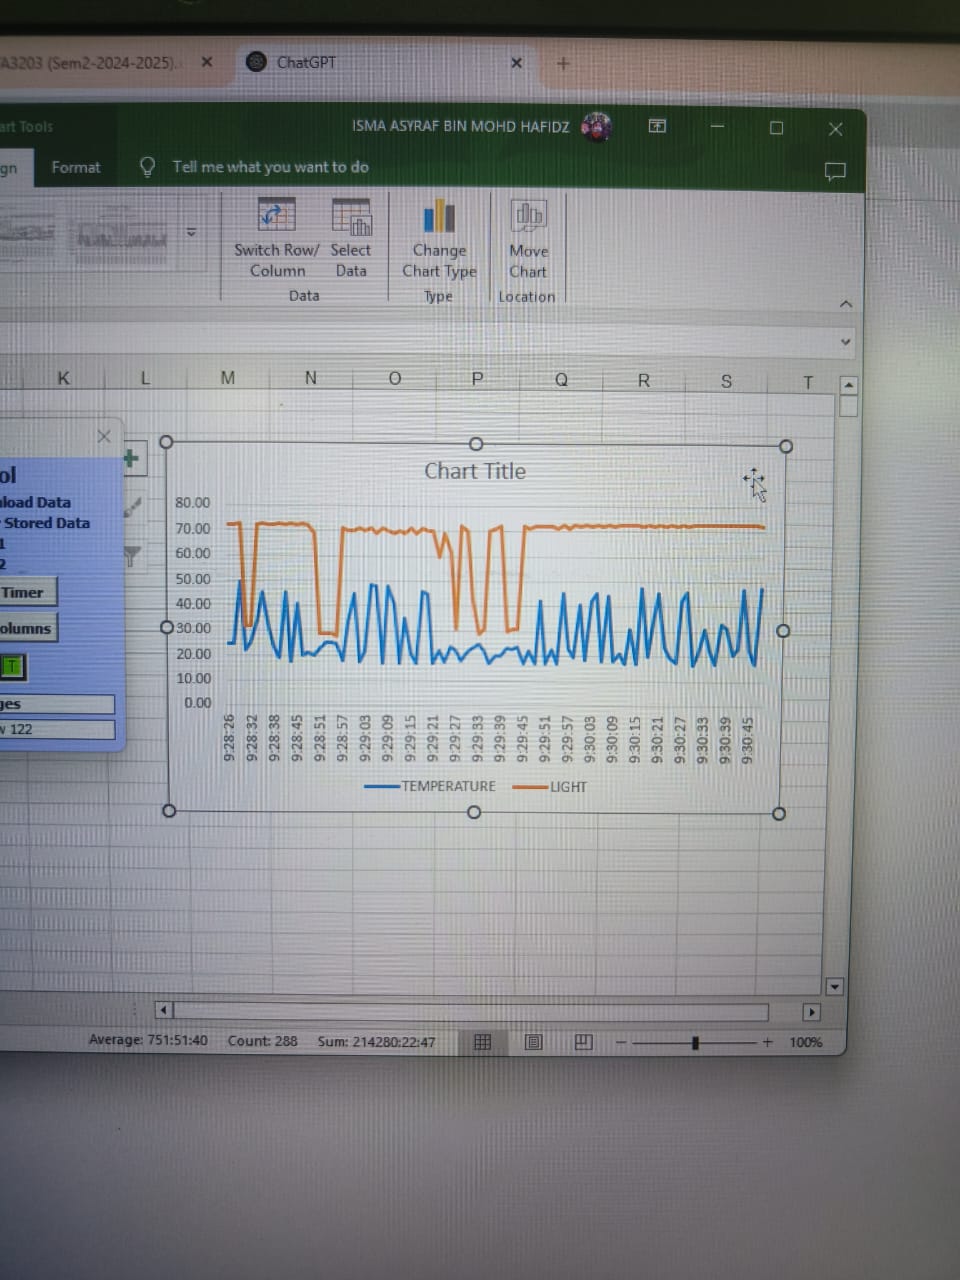 A3203 (Sem2-2024-2025).
ChatGPT
art Tools
ISMA ASYRAF BIN MOHD HAFIDZ
gn
Format
Tell me what you want to do
Switch Row/
Column
Select
Data
Change
Chart Type
Move
Chart
Data
Type
Location
K L M N O P Q R S T
ol
load Data
Stored Data
1
2
Timer
olumns
T
ges
w 122
Chart Title
80.00
70.00
60.00
50.00
40.00
30.00
20.00
10.00
0.00
9:28:26
9:28:32
9:28:38
9:28:45
9:28:51
9:28:57
9:29:03
9:29:09
9:29:15
9:29:21
9:29:27
9:29:33
9:29:39
9:29:45
9:29:51
9:29:57
9:30:03
9:30:09
9:30:15
9:30:21
9:30:27
9:30:33
9:30:39
9:30:45
TEMPERATURE
LIGHT
Average: 751:51:40 Count: 288 Sum: 214280:22:47
100%